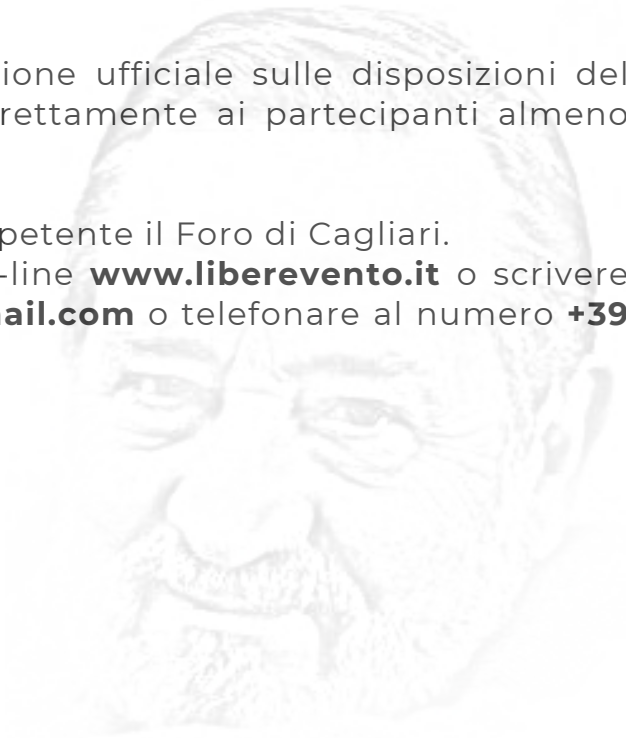 ione ufficiale sulle disposizioni del
rettamente ai partecipanti almeno
petente il Foro di Cagliari.
-line www.liberevento.it o scrivere
ail.com o telefonare al numero +39